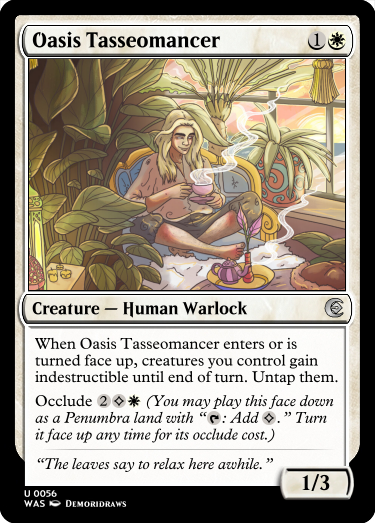 Oasis Tasseomancer 1
Creature — Human Warlock
When Oasis Tasseomancer enters or is
turned face up, creatures you control gain
indestructible until end of turn. Untap them.
Occlude 2 (You may play this face down
as a Penumbra land with “: Add .” Turn
it face up any time for its occlude cost.)
“The leaves say to relax here awhile.”
1/3
U 0056
WAS DEMORIDRAWS